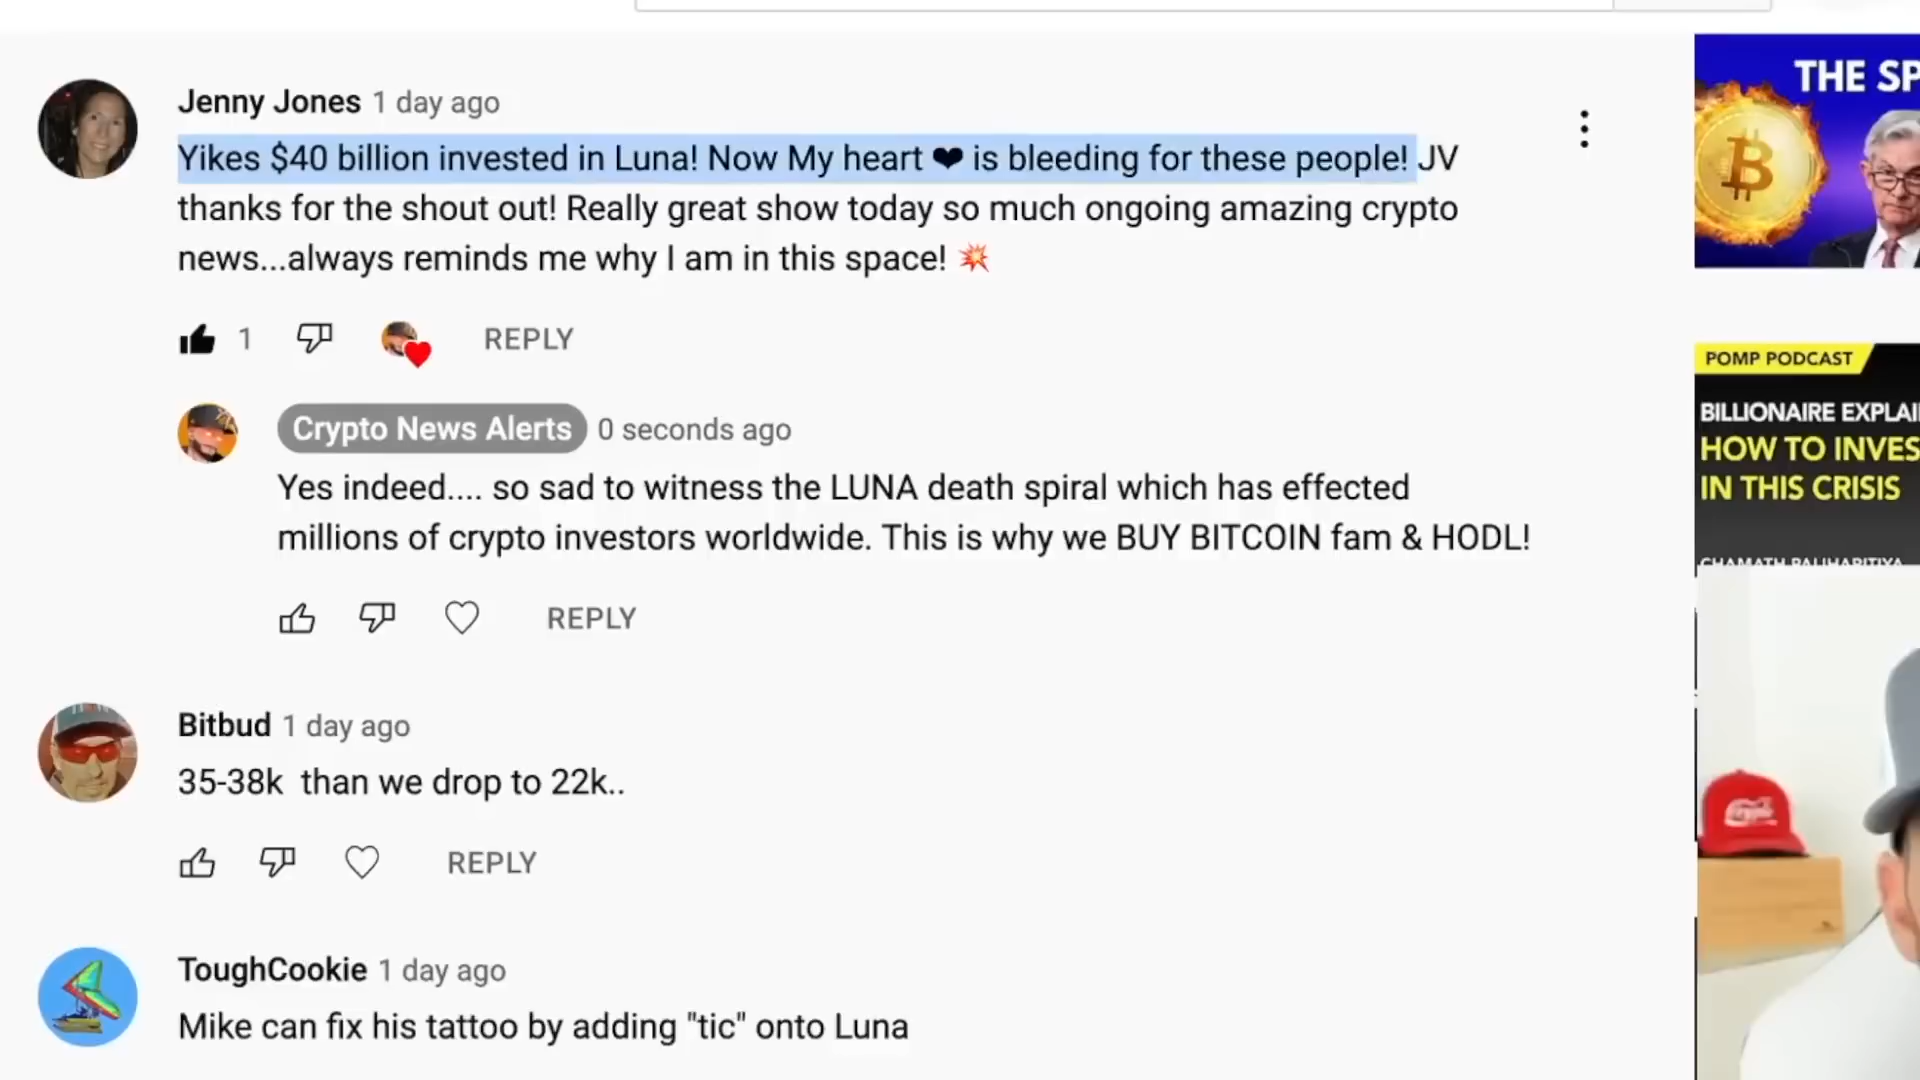 Jenny Jones 1 day ago
Yikes $40 billion invested in Luna! Now My heart ❤ is bleeding for these people! JV
thanks for the shout out! Really great show today so much ongoing amazing crypto
news...always reminds me why I am in this space! 💥
1 REPLY
Crypto News Alerts 0 seconds ago
Yes indeed.... so sad to witness the LUNA death spiral which has effected
millions of crypto investors worldwide. This is why we BUY BITCOIN fam & HODL!
REPLY
Bitbud 1 day ago
35-38k than we drop to 22k..
REPLY
ToughCookie 1 day ago
Mike can fix his tattoo by adding "tic" onto Luna
THE SP
POMP PODCAST
BILLIONAIRE EXPLAI
HOW TO INVES
IN THIS CRISIS